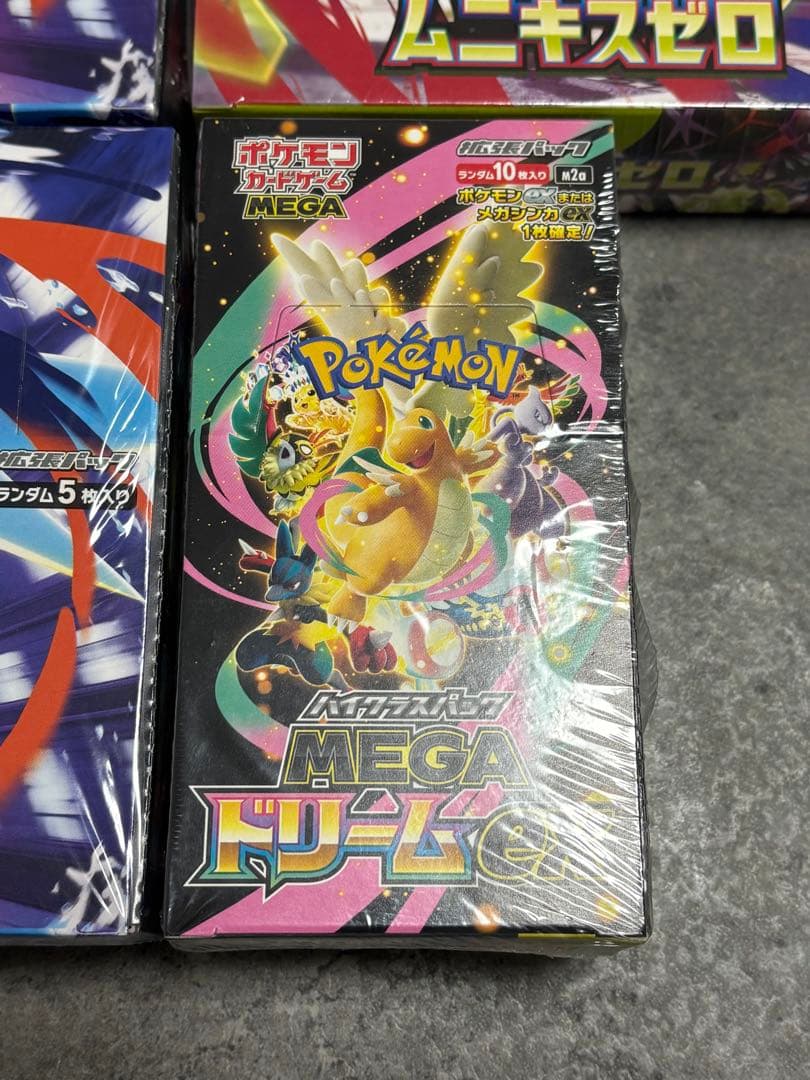 ムニキスゼロ
ゼロ
ポケモン
カードゲーム
MEGA
拡張パック
ランダム10枚入り M2a
ポケモンexまたは
メガシンカex
1枚確定!
POKÉMON
拡張パック
ランダム5枚入り
ハイクラスパック
MEGA
ドリームex